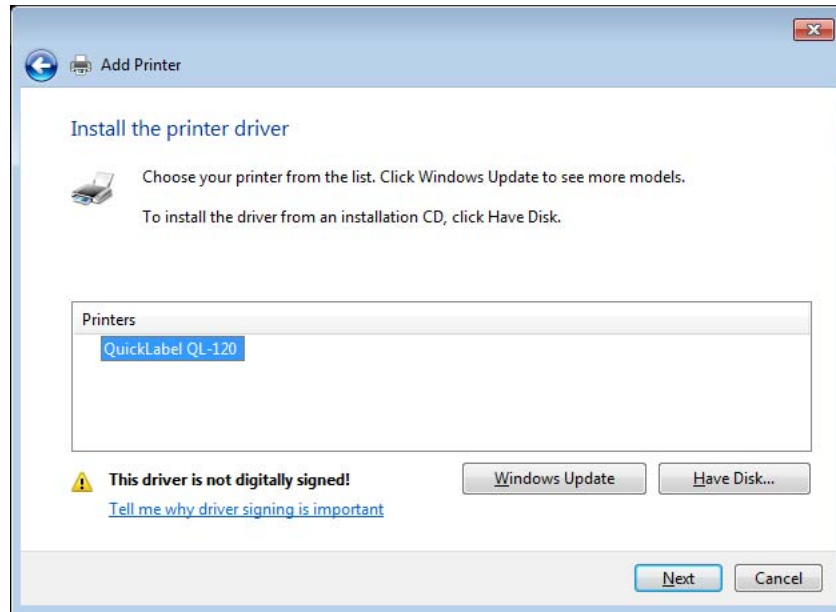 Add Printer
Install the printer driver
Choose your printer from the list. Click Windows Update to see more models.
To install the driver from an installation CD, click Have Disk.
Printers
QuickLabel QL-120
This driver is not digitally signed!
Windows Update
Have Disk...
Tell me why driver signing is important
Next
Cancel